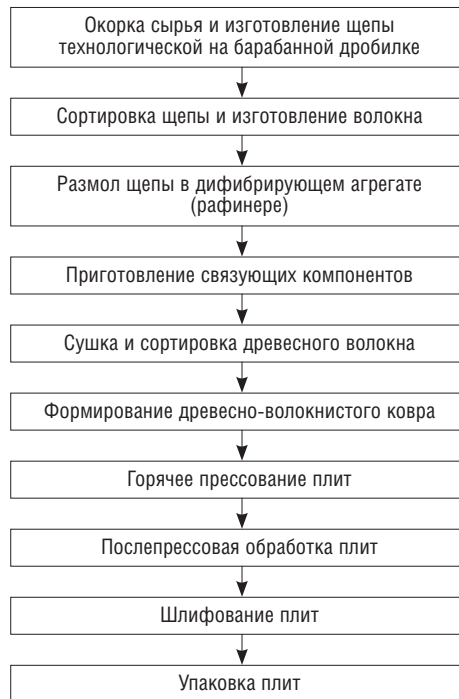 Окорка сырья и изготовление щепы
технологической на барабанной дробилке
Сортировка щепы и изготовление волокна
Размол щепы в дифибрирующем агрегате
(рафинере)
Приготовление связующих компонентов
Сушка и сортировка древесного волокна
Формирование древесно-волокнистого ковра
Горячее прессование плит
Послепрессовая обработка плит
Шлифование плит
Упаковка плит